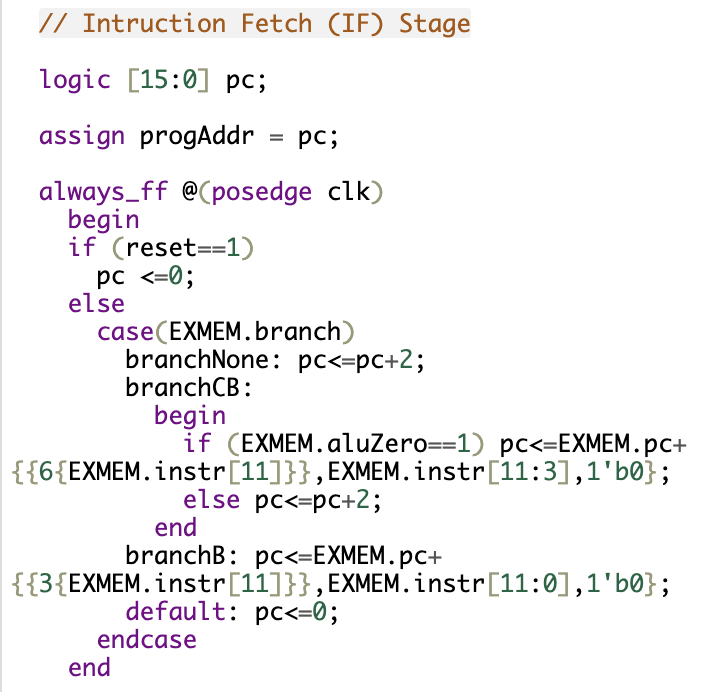 // Intruction Fetch (IF) Stage
logic [15:0] pc;
assign progAddr = pc;
always_ff @(posedge clk)
begin
if (reset==1)
pc <=0;
else
case(EXMEM.branch)
branchNone: pc<=pc+2;
branchCB:
begin
if (EXMEM.aluZero==1) pc<=EXMEM.pc+
{{6{EXMEM.instr[11]}},EXMEM.instr[11:3],1'b0};
else pc<=pc+2;
end
branchB: pc<=EXMEM.pc+
{{3{EXMEM.instr[11]}},EXMEM.instr[11:0],1'b0};
default: pc<=0;
endcase
end